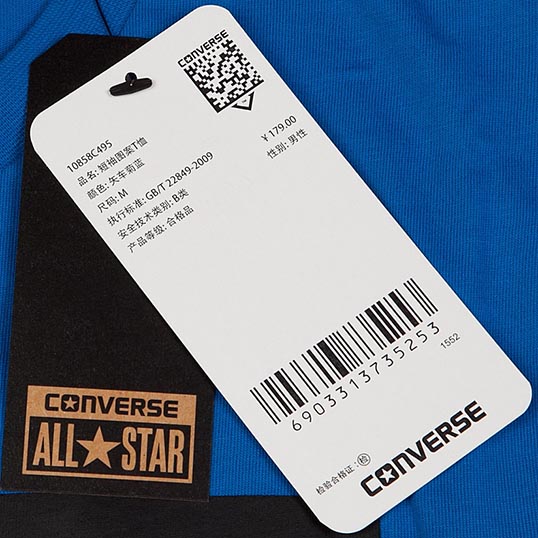 CONVERSE
10858C495
品名: 短袖图案T恤
颜色: 矢车菊蓝
尺码: M
执行标准: GB/T 22849-2009
安全技术类别: B类
产品等级: 合格品
¥ 179.00
性别: 男性
6903313735253
1552
检验合格证: 检
CONVERSE
CONVERSE
ALL STAR